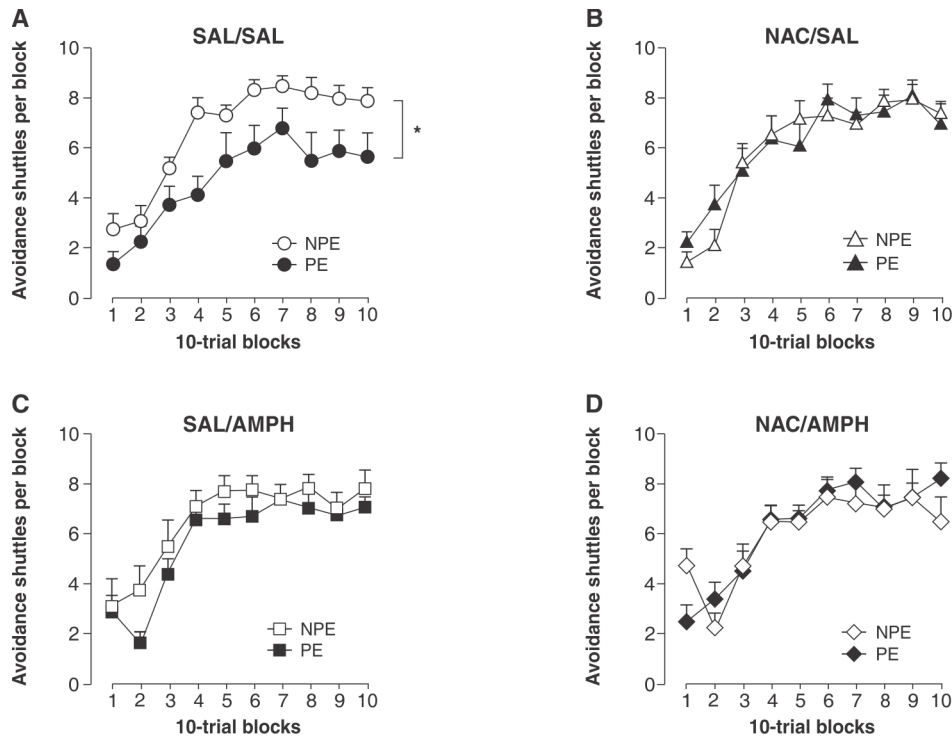 A
SAL/SAL
Avoidance shuttles per block
10
8
6
4
2
0
*
NPE
PE
1 2 3 4 5 6 7 8 9 10
10-trial blocks
B
NAC/SAL
Avoidance shuttles per block
10
8
6
4
2
0
NPE
PE
1 2 3 4 5 6 7 8 9 10
10-trial blocks
C
SAL/AMPH
Avoidance shuttles per block
10
8
6
4
2
0
NPE
PE
1 2 3 4 5 6 7 8 9 10
10-trial blocks
D
NAC/AMPH
Avoidance shuttles per block
10
8
6
4
2
0
NPE
PE
1 2 3 4 5 6 7 8 9 10
10-trial blocks